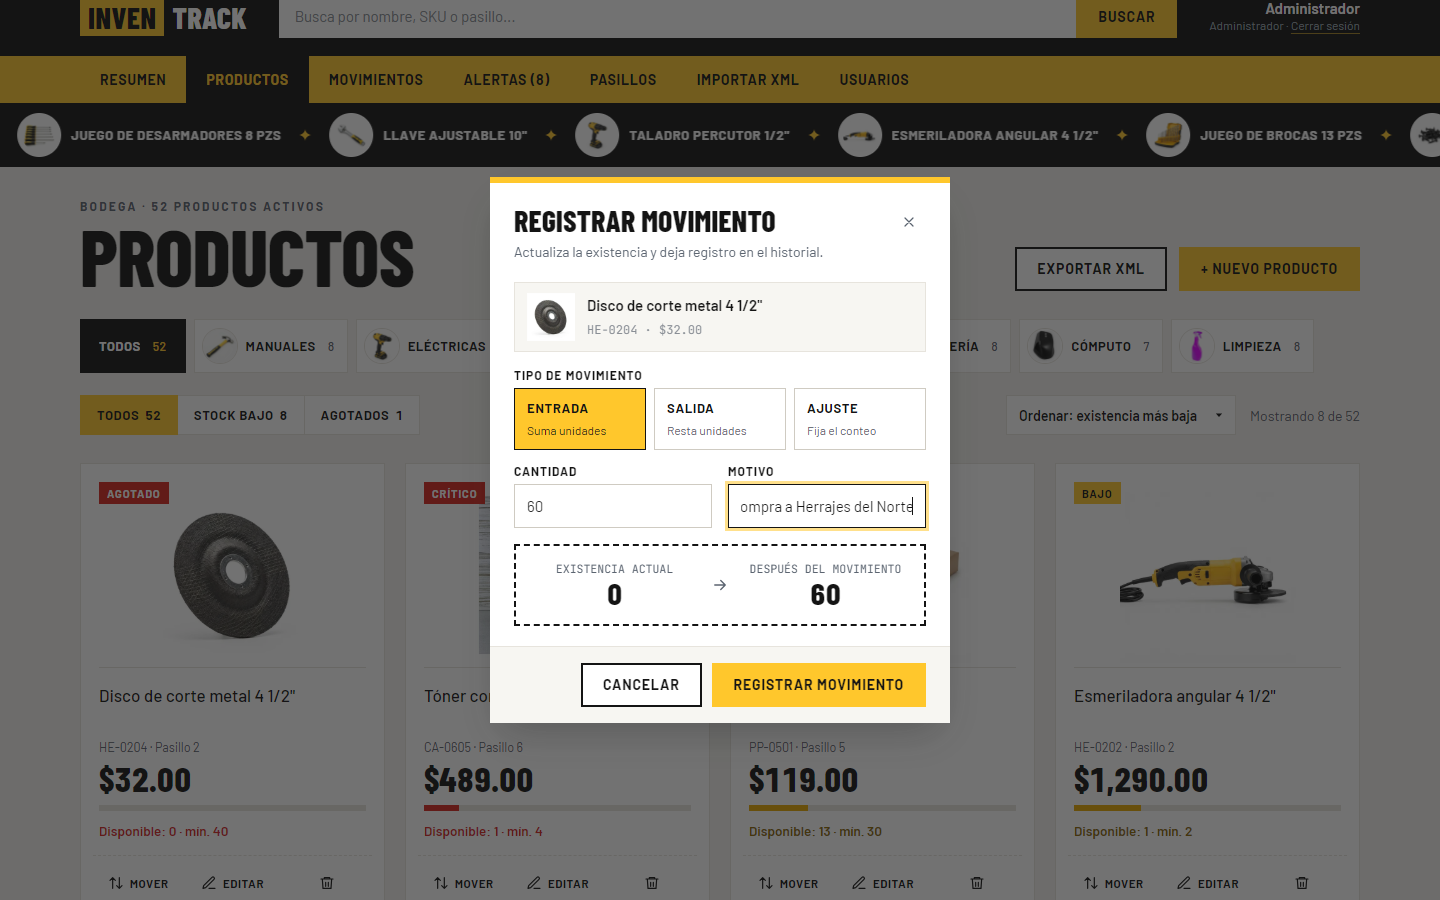 INVEN TRACK
Busca por nombre, SKU o pasillo...
BUSCAR
Administrador
Administrador · Cerrar sesión
RESUMEN
PRODUCTOS
MOVIMIENTOS
ALERTAS (8)
PASILLOS
IMPORTAR XML
USUARIOS
JUEGO DE DESARMADORES 8 PZS
LLAVE AJUSTABLE 10"
TALADRO PERCUTOR 1/2"
ESMERILADORA ANGULAR 4 1/2"
JUEGO DE BROCAS 13 PZS
BODEGA · 52 PRODUCTOS ACTIVOS
PRODUCTOS
EXPORTAR XML
+ NUEVO PRODUCTO
TODOS 52
MANUALES 8
ELÉCTRICAS
ERÍA 8
CÓMPUTO 7
LIMPIEZA 8
TODOS 52
STOCK BAJO 8
AGOTADOS 1
Ordenar: existencia más baja
Mostrando 8 de 52
REGISTRAR MOVIMIENTO
Actualiza la existencia y deja registro en el historial.
Disco de corte metal 4 1/2"
HE-0204 · $32.00
TIPO DE MOVIMIENTO
ENTRADA
Suma unidades
SALIDA
Resta unidades
AJUSTE
Fija el conteo
CANTIDAD
60
MOTIVO
ompra a Herrajes del Norte
EXISTENCIA ACTUAL
0
→
DESPUÉS DEL MOVIMIENTO
60
CANCELAR
REGISTRAR MOVIMIENTO
AGOTADO
Disco de corte metal 4 1/2"
HE-0204 · Pasillo 2
$32.00
Disponible: 0 · mín. 40
MOVER
EDITAR
CRÍTICO
Tóner co
CA-0605 · Pasillo 6
$489.00
Disponible: 1 · mín. 4
MOVER
EDITAR
PP-0501 · Pasillo 5
$119.00
Disponible: 13 · mín. 30
MOVER
EDITAR
BAJO
Esmeriladora angular 4 1/2"
HE-0202 · Pasillo 2
$1,290.00
Disponible: 1 · mín. 2
MOVER
EDITAR